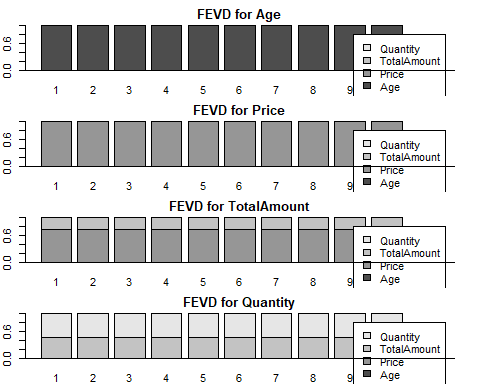 FEVD for Age
0.0 0.6
Quantity
TotalAmount
Price
Age
1 2 3 4 5 6 7 8 9
FEVD for Price
0.0 0.6
Quantity
TotalAmount
Price
Age
1 2 3 4 5 6 7 8 9
FEVD for TotalAmount
0.0 0.6
Quantity
TotalAmount
Price
Age
1 2 3 4 5 6 7 8 9
FEVD for Quantity
0.0 0.6
Quantity
TotalAmount
Price
Age
1 2 3 4 5 6 7 8 9